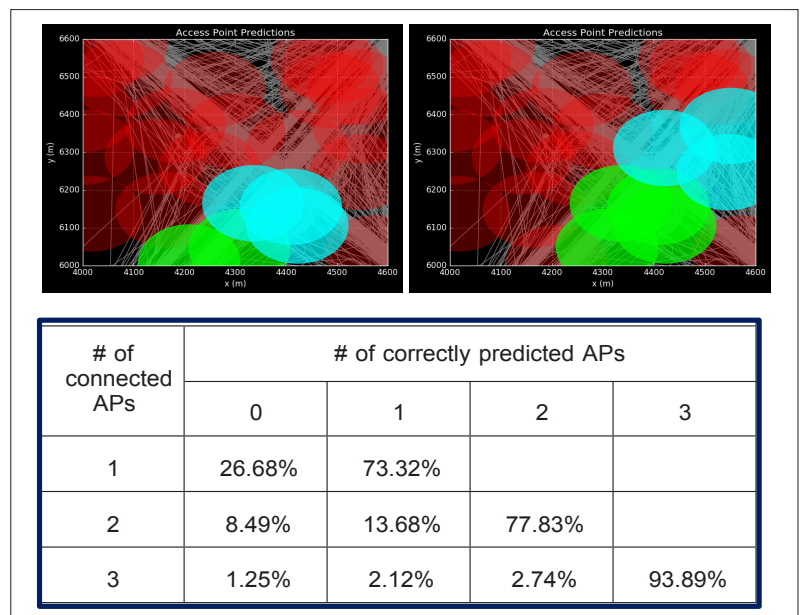 Access Point Predictions
6600
6500
6400
6300
6200
6100
6000
y (m)
4000 4100 4200 4300 4400 4500 4600
x (m)
Access Point Predictions
6600
6500
6400
6300
6200
6100
6000
y (m)
4000 4100 4200 4300 4400 4500 4600
x (m)
# of
connected
APs
# of correctly predicted APs
0 1 2 3
1 26.68% 73.32%
2 8.49% 13.68% 77.83%
3 1.25% 2.12% 2.74% 93.89%